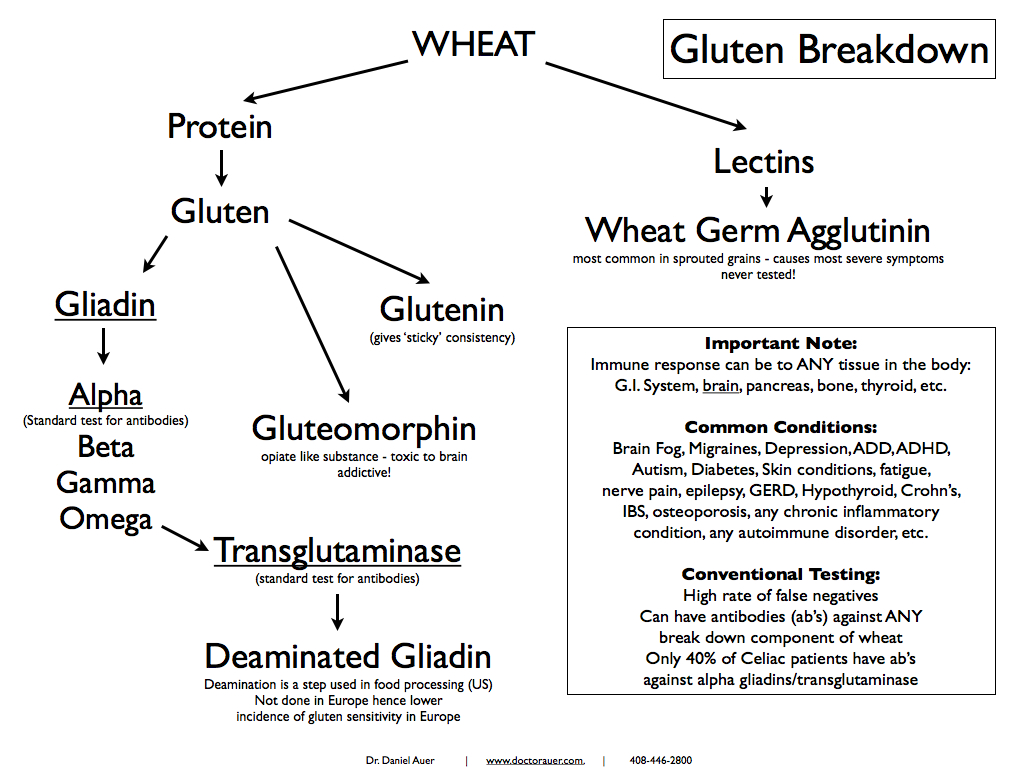 WHEAT
Gluten Breakdown
Protein
Gluten
Gliadin
Alpha
(Standard test for antibodies)
Beta
Gamma
Omega
Glutenin
(gives ‘sticky’ consistency)
Gluteomorphin
opiate like substance - toxic to brain
addictive!
Transglutaminase
(standard test for antibodies)
Deaminated Gliadin
Deamination is a step used in food processing (US)
Not done in Europe hence lower
incidence of gluten sensitivity in Europe
Lectins
Wheat Germ Agglutinin
most common in sprouted grains - causes most severe symptoms
never tested!
Important Note:
Immune response can be to ANY tissue in the body:
G.I. System, brain, pancreas, bone, thyroid, etc.
Common Conditions:
Brain Fog, Migraines, Depression, ADD, ADHD,
Autism, Diabetes, Skin conditions, fatigue,
nerve pain, epilepsy, GERD, Hypothyroid, Crohn’s,
IBS, osteoporosis, any chronic inflammatory
condition, any autoimmune disorder, etc.
Conventional Testing:
High rate of false negatives
Can have antibodies (ab’s) against ANY
break down component of wheat
Only 40% of Celiac patients have ab’s
against alpha gliadins/transglutaminase
Dr. Daniel Auer | www.doctorauer.com. | 408-446-2800